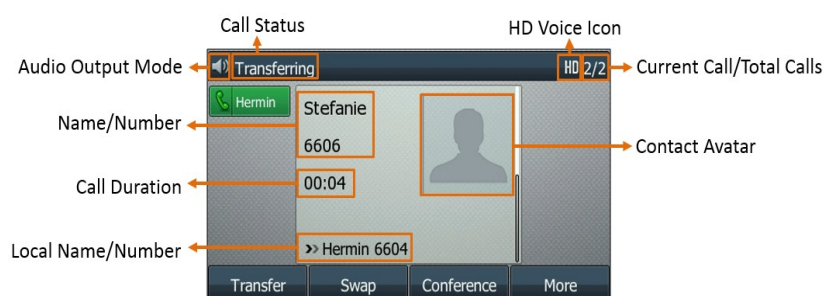 Call Status
HD Voice Icon
Audio Output Mode
Transferring
HD 2/2
Current Call/Total Calls
Hermin
Stefanie
Name/Number
6606
Contact Avatar
Call Duration
00:04
Local Name/Number
>> Hermin 6604
Transfer Swap Conference More